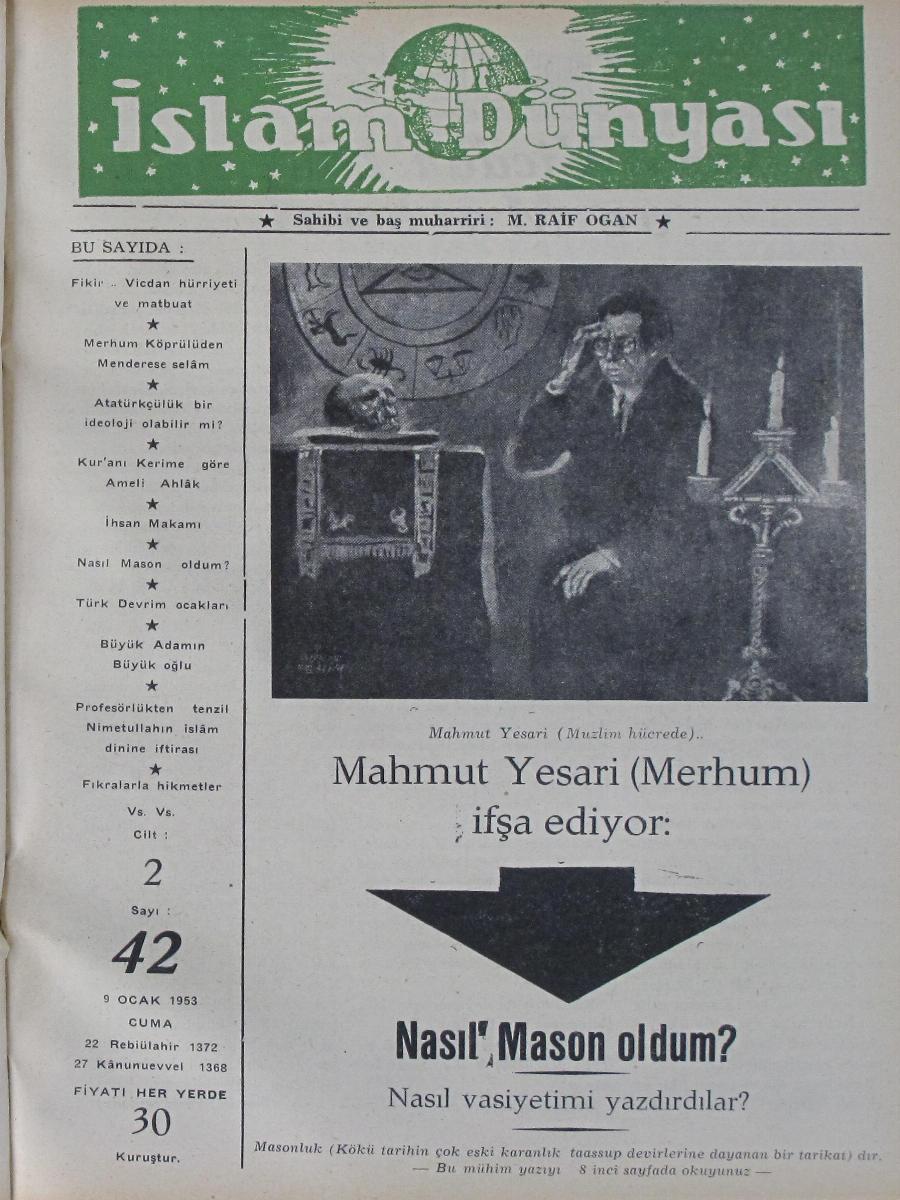 İslâm Dünyası
★ Sahibi ve baş muharriri: M. RAİF OGAN ★
BU SAYIDA :
Fikir .. Vicdan hürriyeti
ve matbuat
★
Merhum Köprülüden
Menderese selâm
★
Atatürkçülük bir
ideoloji olabilir mi?
★
Kur'anı Kerime göre
Ameli Ahlâk
★
İhsan Makamı
★
Nasıl Mason oldum?
★
Türk Devrim ocakları
★
Büyük Adamın
Büyük oğlu
★
Profesörlükten tenzil
Nimetullahın islâm
dinine iftirası
★
Fıkralarla hikmetler
Vs. Vs.
Cilt :
2
Sayı :
42
9 OCAK 1953
CUMA
22 Rebiülahir 1372
27 Kânunuevvel 1368
FİYATI HER YERDE
30
Kuruştur.
Mahmut Yesari (Muzlim hücrede)..
Mahmut Yesari (Merhum)
ifşa ediyor:
Nasıl Mason oldum?
Nasıl vasiyetimi yazdırdılar?
Masonluk (Kökü tarihin çok eski karanlık taassup devirlerine dayanan bir tarikat) dır.
— Bu mühim yazıyı 8 inci sayfada okuyunuz —